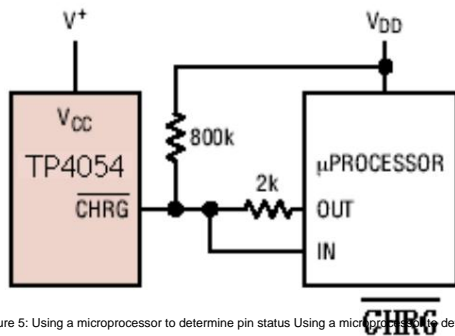 V+
VDD
VCC
TP4054
CHRG
800k
2k
µPROCESSOR
OUT
IN
CHRG
ure 5: Using a microprocessor to determine pin status Using a microprocessor to de